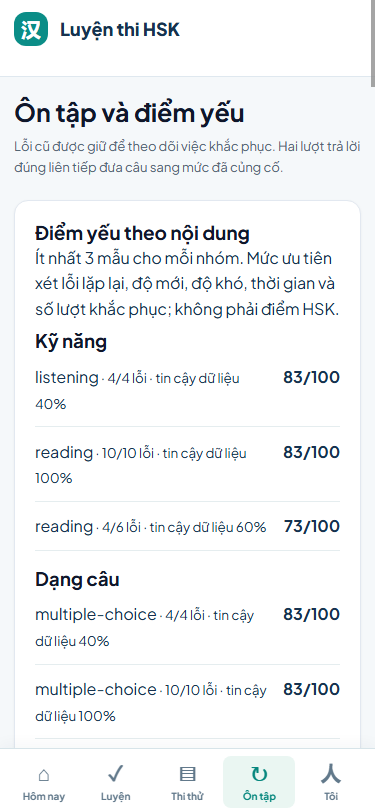 汉 Luyện thi HSK
Ôn tập và điểm yếu
Lỗi cũ được giữ để theo dõi việc khắc phục. Hai lượt trả lời
đúng liên tiếp đưa câu sang mức đã củng cố.
Điểm yếu theo nội dung
Ít nhất 3 mẫu cho mỗi nhóm. Mức ưu tiên
xét lỗi lặp lại, độ mới, độ khó, thời gian và
số lượt khắc phục; không phải điểm HSK.
Kỹ năng
listening · 4/4 lỗi · tin cậy dữ liệu 83/100
40%
reading · 10/10 lỗi · tin cậy dữ liệu 83/100
100%
reading · 4/6 lỗi · tin cậy dữ liệu 60% 73/100
Dạng câu
multiple-choice · 4/4 lỗi · tin cậy 83/100
dữ liệu 40%
multiple-choice · 10/10 lỗi · tin cậy 83/100
dữ liệu 100%
Hôm nay Luyện Thi thử Ôn tập 人 Tôi